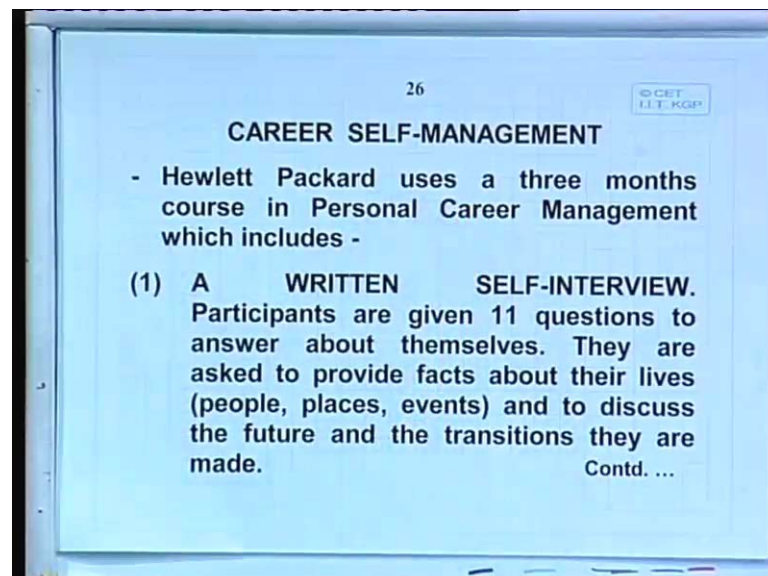 26
© CET
I.I.T. KGP
CAREER SELF-MANAGEMENT
- Hewlett Packard uses a three months
course in Personal Career Management
which includes -
(1) A WRITTEN SELF-INTERVIEW.
Participants are given 11 questions to
answer about themselves. They are
asked to provide facts about their lives
(people, places, events) and to discuss
the future and the transitions they are
made.
Contd. ...